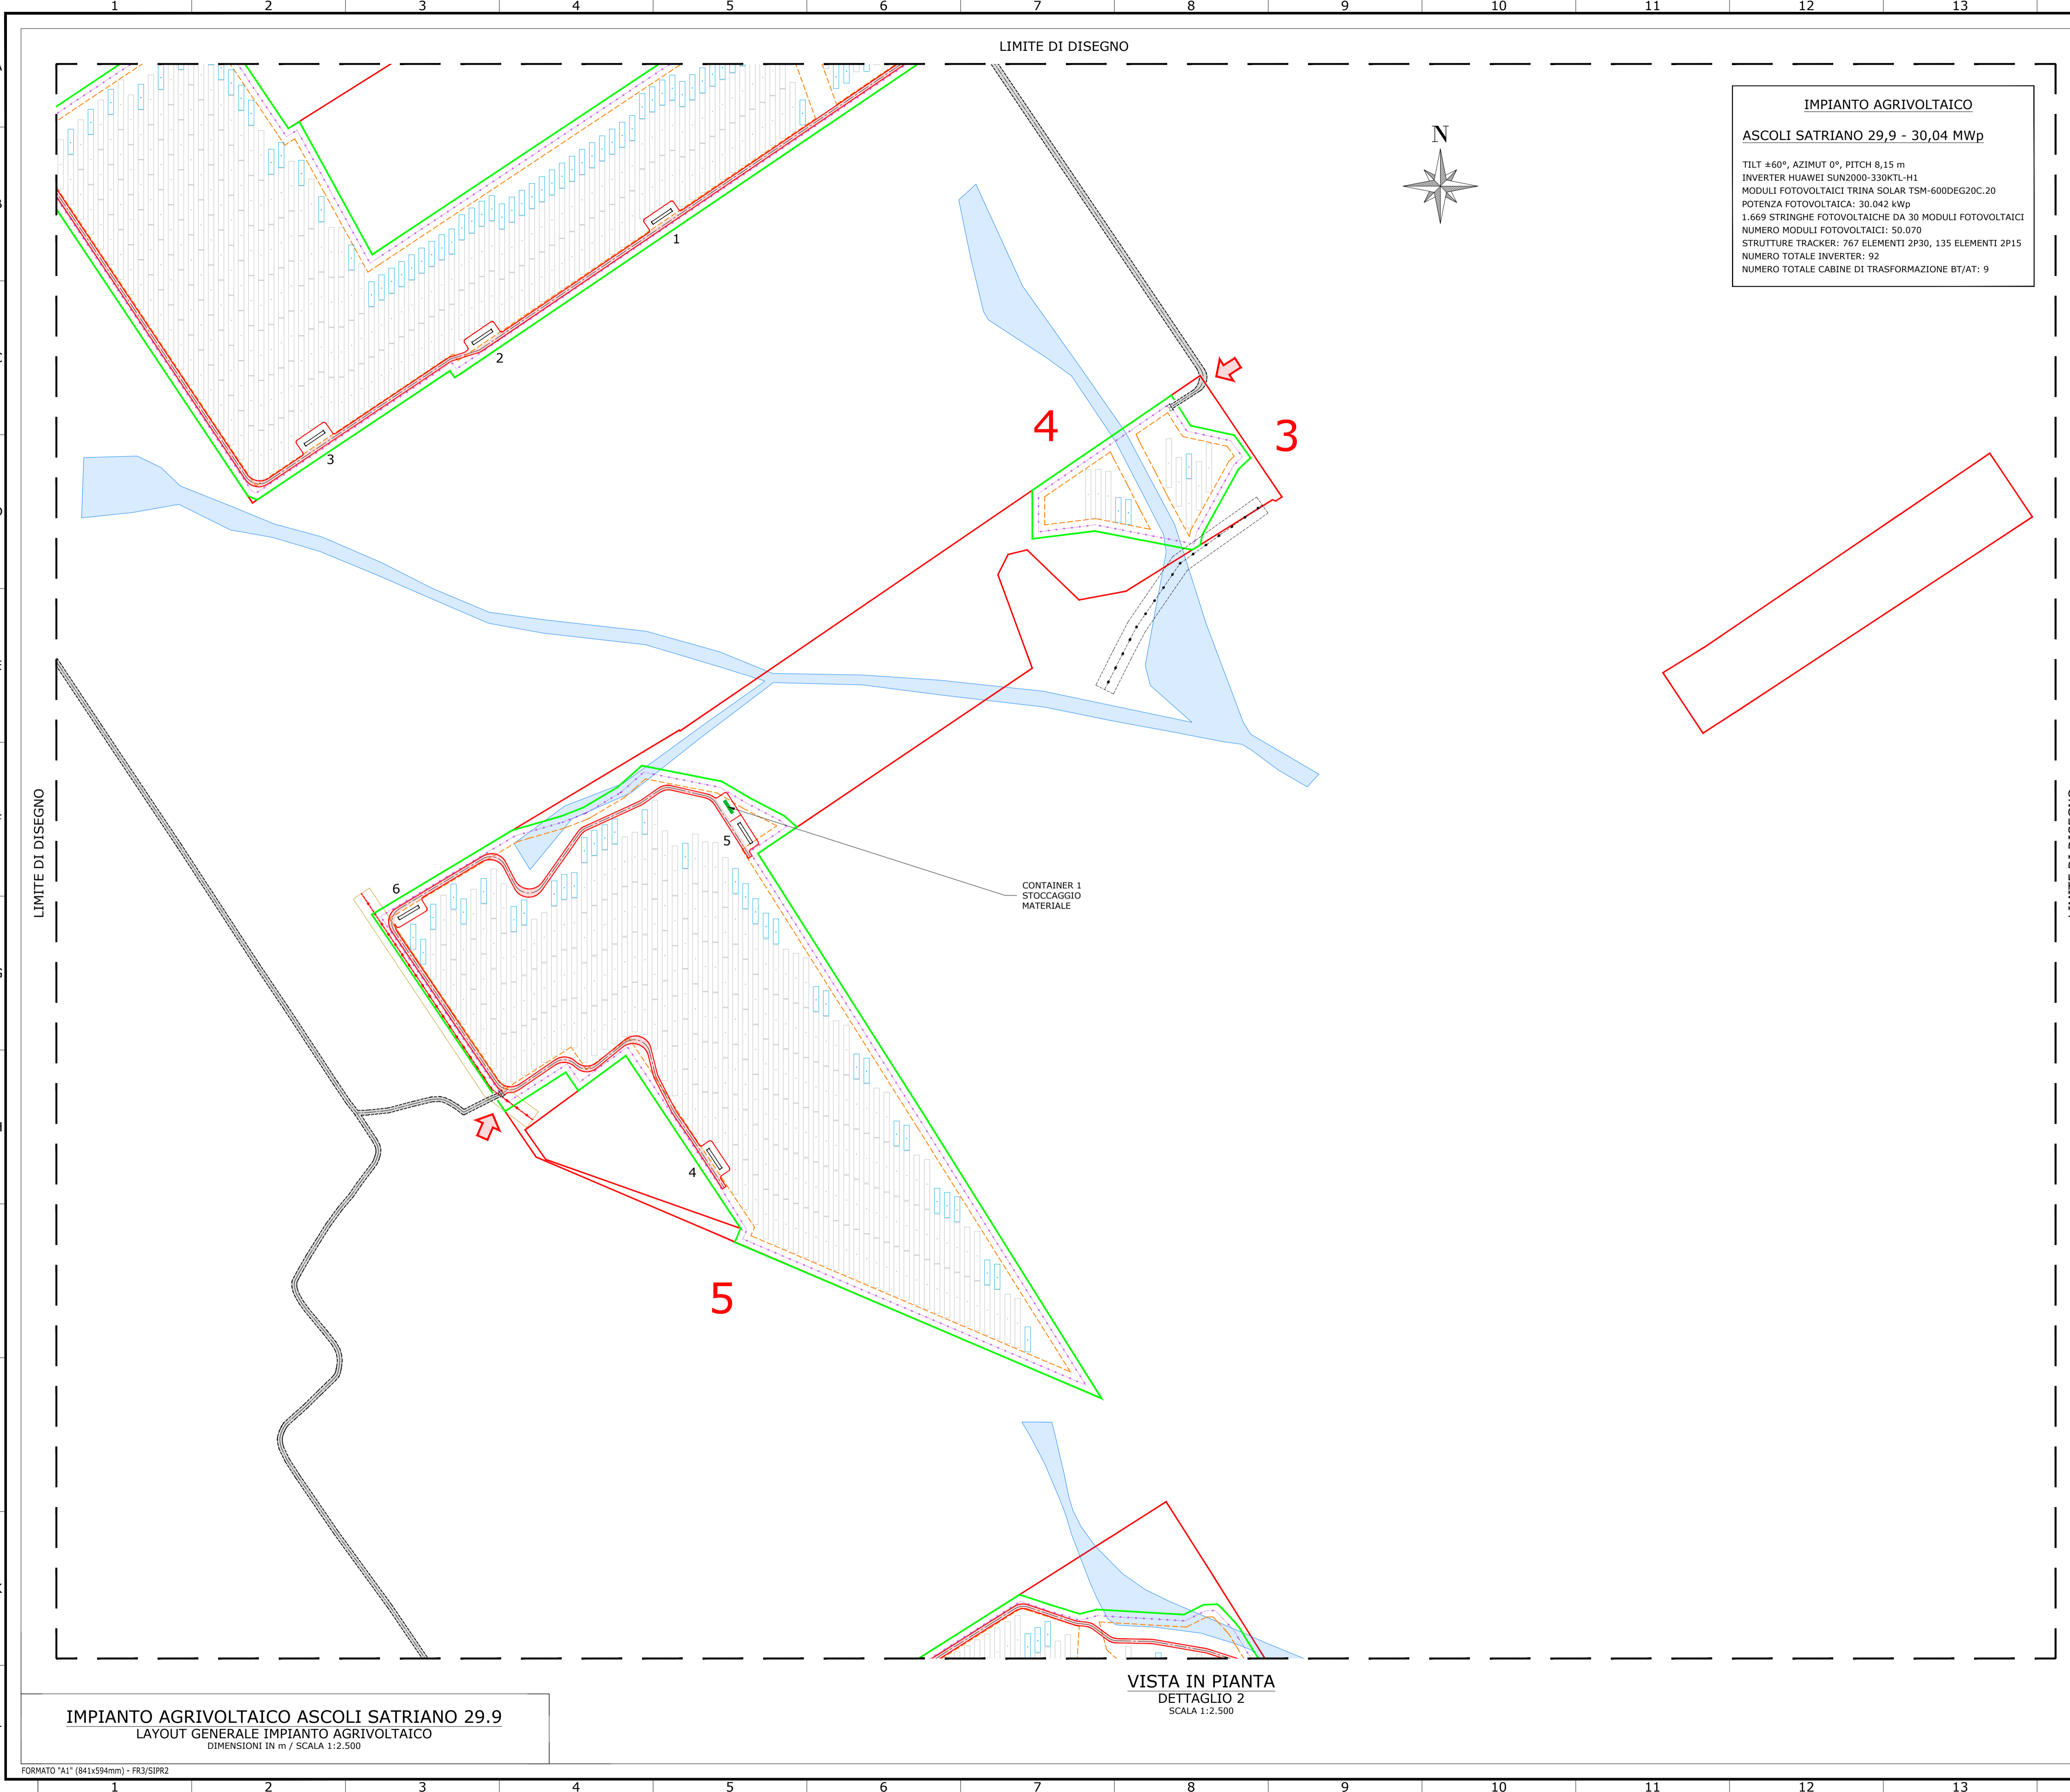 1 2 3 4 5 6 7 8 9 10 11 12 13
LIMITE DI DISEGNO
IMPIANTO AGRIVOLTAICO
ASCOLI SATRIANO 29,9 - 30,04 MWp
TILT ±60°, AZIMUT 0°, PITCH 8,15 m
INVERTER HUAWEI SUN2000-330KTL-H1
MODULI FOTOVOLTAICI TRINA SOLAR TSM-600DEG20C.20
POTENZA FOTOVOLTAICA: 30.042 kWp
1.669 STRINGHE FOTOVOLTAICHE DA 30 MODULI FOTOVOLTAICI
NUMERO MODULI FOTOVOLTAICI: 50.070
STRUTTURE TRACKER: 767 ELEMENTI 2P30, 135 ELEMENTI 2P15
NUMERO TOTALE INVERTER: 92
NUMERO TOTALE CABINE DI TRASFORMAZIONE BT/AT: 9
N
1
2
3
4
3
LIMITE DI DISEGNO
5
6
CONTAINER 1
STOCCAGGIO
MATERIALE
4
5
VISTA IN PIANTA
DETTAGLIO 2
SCALA 1:2.500
IMPIANTO AGRIVOLTAICO ASCOLI SATRIANO 29.9
LAYOUT GENERALE IMPIANTO AGRIVOLTAICO
DIMENSIONI IN m / SCALA 1:2.500
FORMATO "A1" (841x594mm) - FR3/SIPR2
1 2 3 4 5 6 7 8 9 10 11 12 13